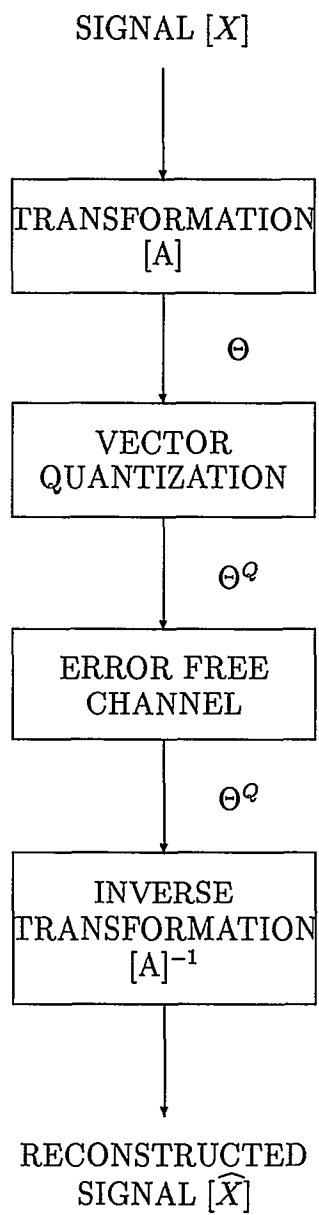 SIGNAL [X]
TRANSFORMATION
[A]
Θ
VECTOR
QUANTIZATION
Θ^Q
ERROR FREE
CHANNEL
Θ^Q
INVERSE
TRANSFORMATION
[A]^{-1}
RECONSTRUCTED
SIGNAL [X̂]